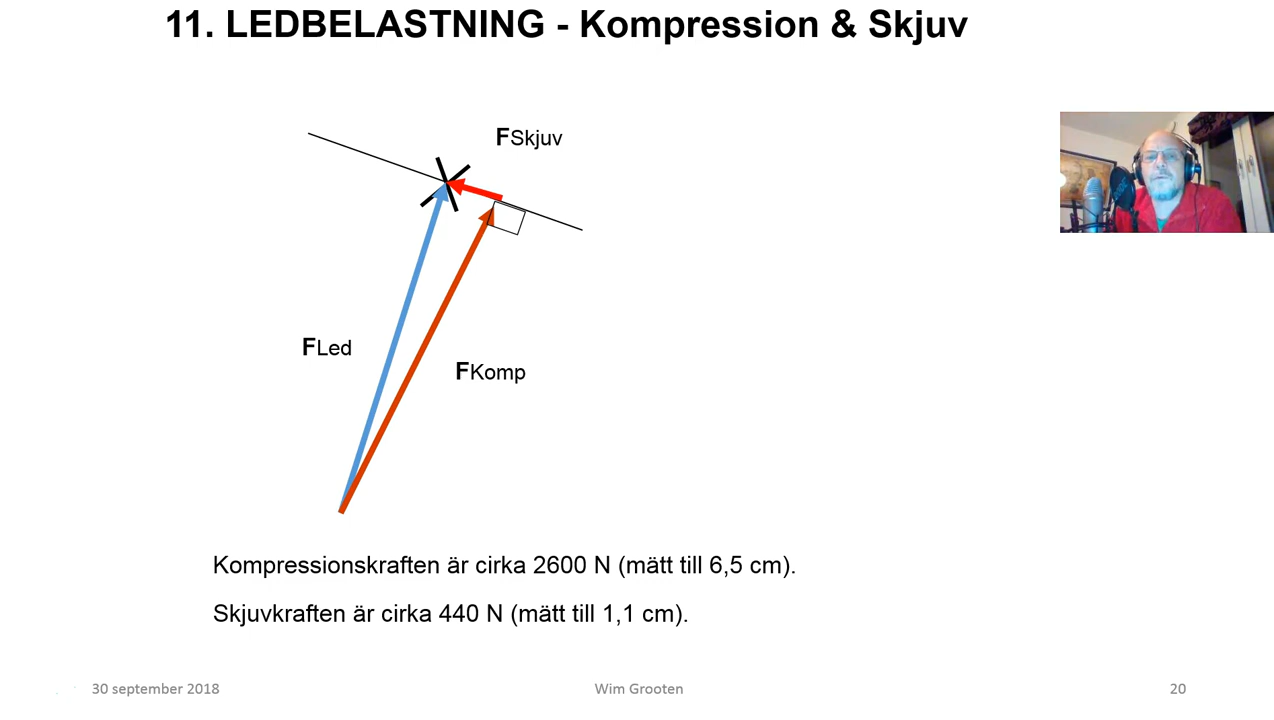 11. LEDBELASTNING - Kompression & Skjuv
FSkjuv
FLed
FKomp
Kompressionskraften är cirka 2600 N (mätt till 6,5 cm).
Skjuvkraften är cirka 440 N (mätt till 1,1 cm).
30 september 2018
Wim Grooten
20